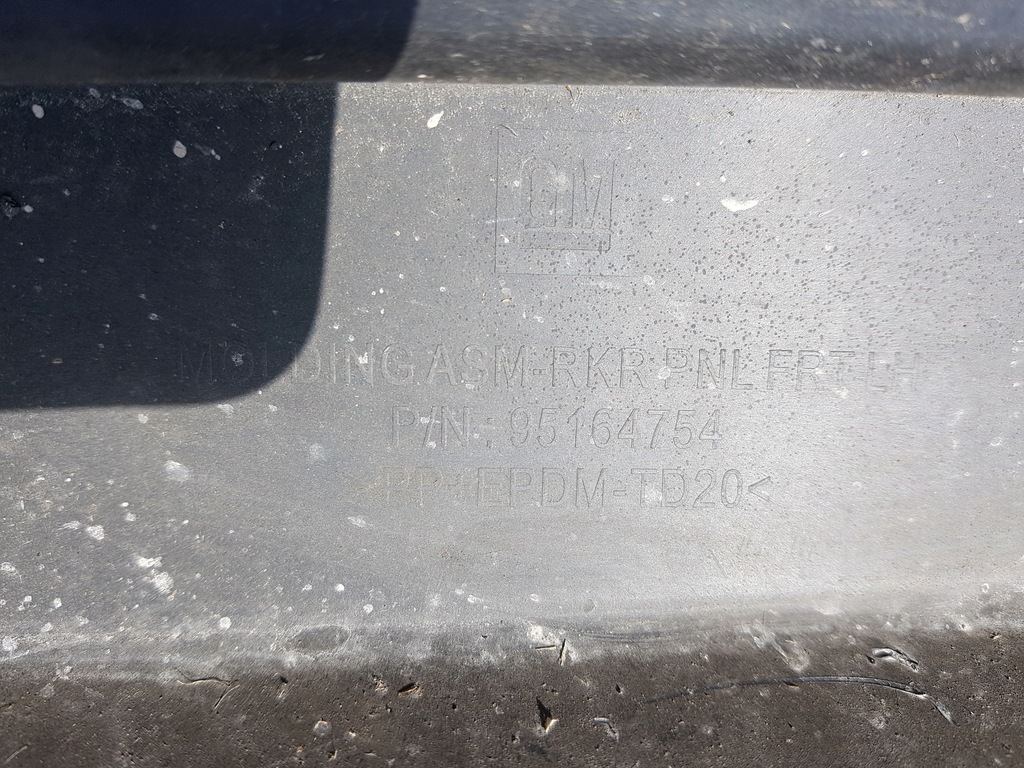 GM
MOLDING ASM-RKR PNL FRT LH
P/N : 95164754
>PP+EPDM-TD20<